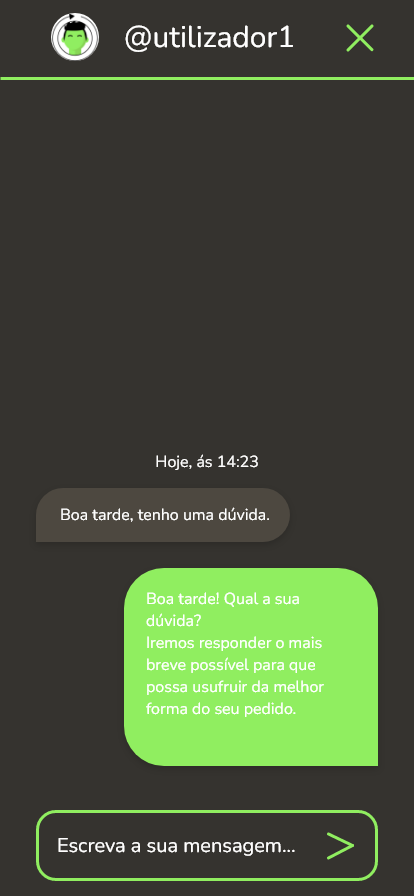 @utilizador1
Hoje, ás 14:23
Boa tarde, tenho uma dúvida.
Boa tarde! Qual a sua
dúvida?
Iremos responder o mais
breve possível para que
possa usufruir da melhor
forma do seu pedido.
Escreva a sua mensagem...